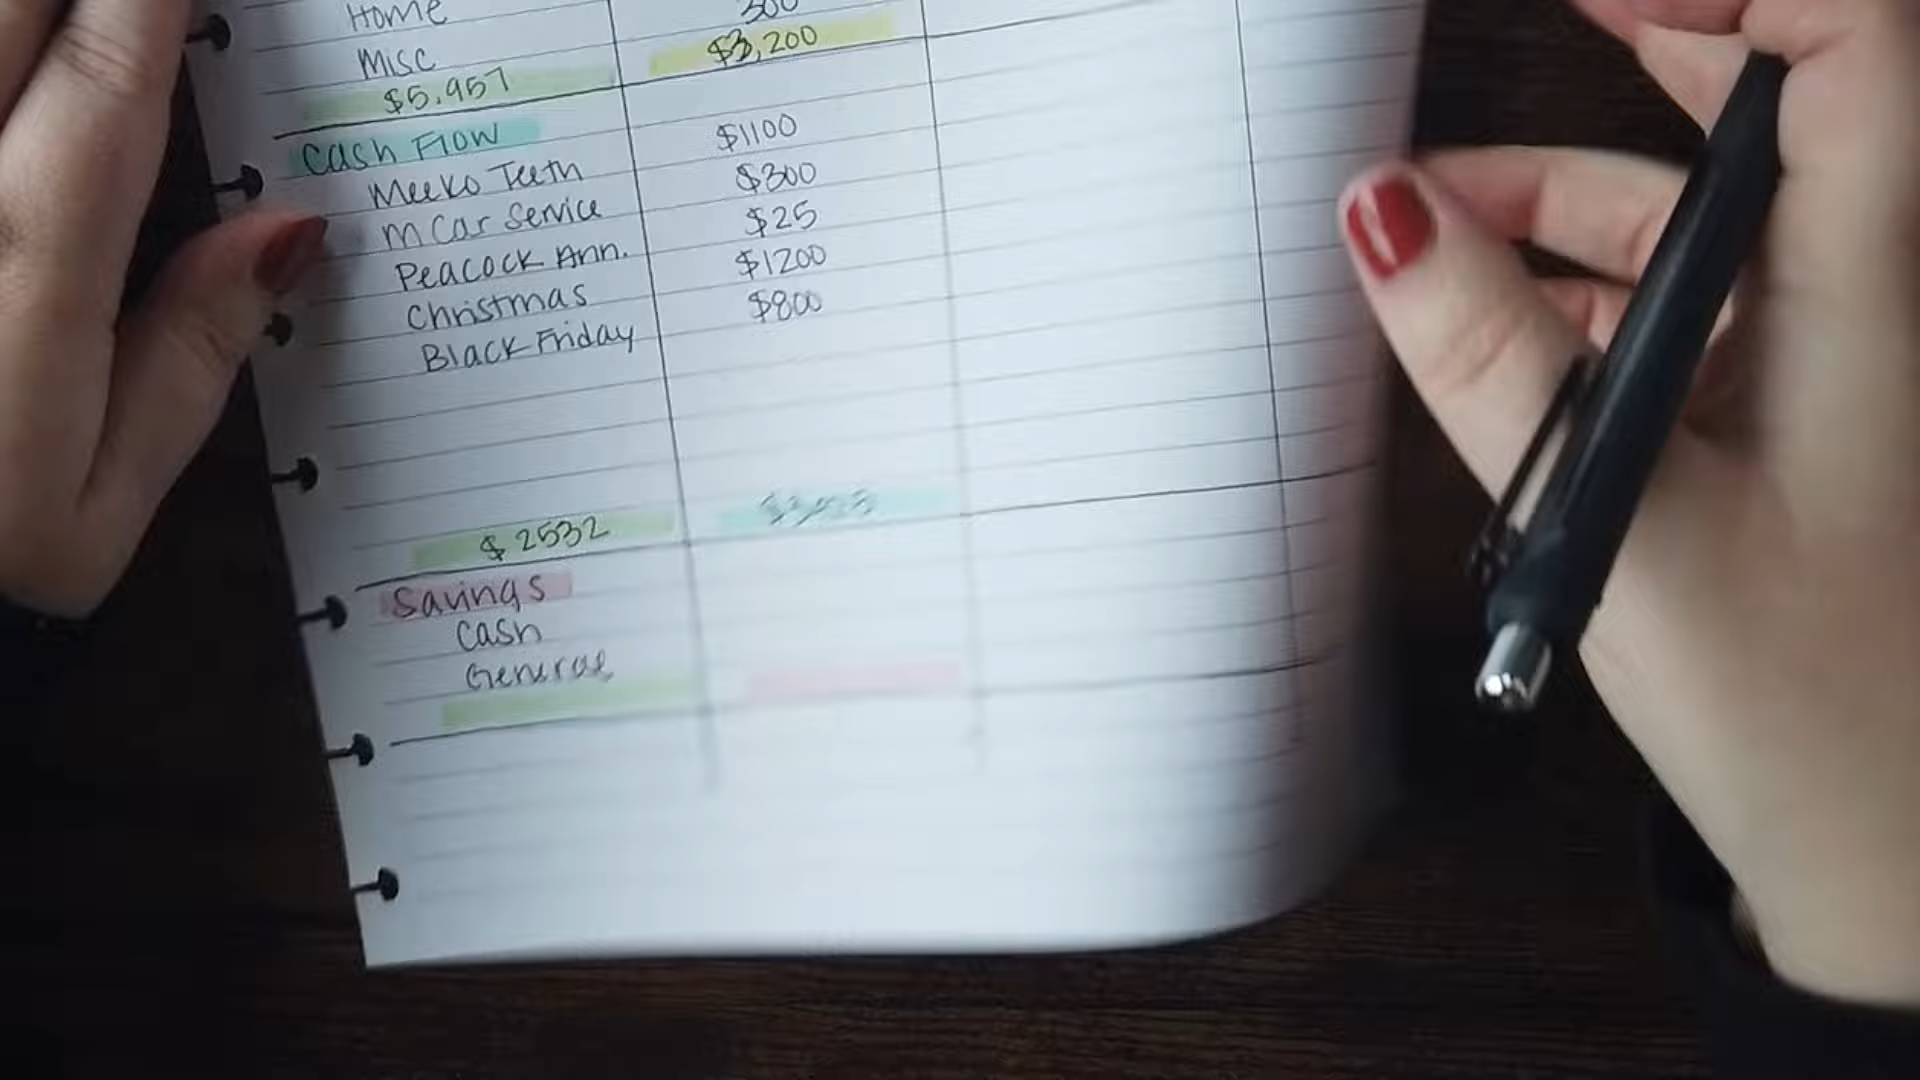 Home 300
Misc $3,200
$5,957
Cash Flow
Meeko Teeth $1100
M Car Service $300
Peacock Ann. $25
Christmas $1200
Black Friday $800
$2532
Savings
Cash
General